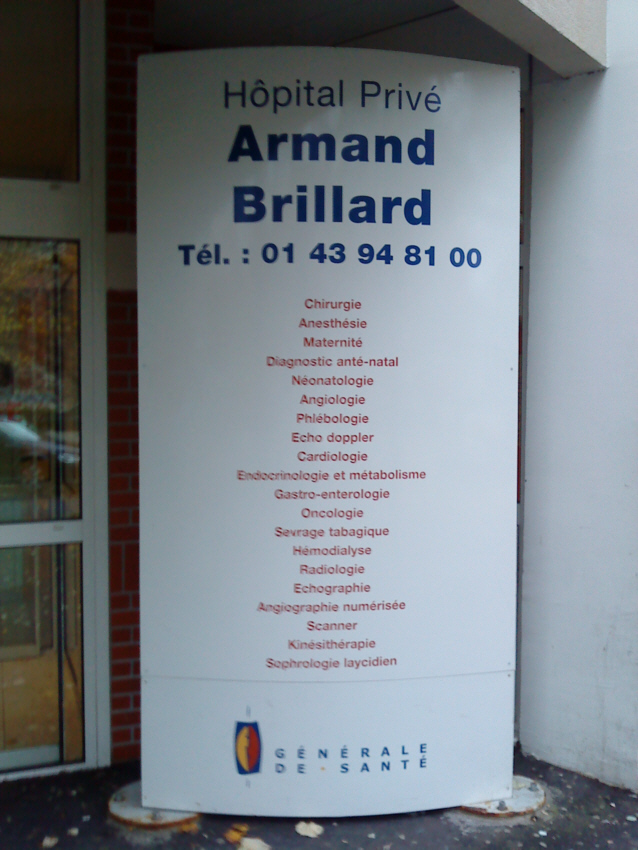 Hôpital Privé
Armand
Brillard
Tél. : 01 43 94 81 00
Chirurgie
Anesthésie
Maternité
Diagnostic anté-natal
Néonatologie
Angiologie
Phlébologie
Echo doppler
Cardiologie
Endocrinologie et métabolisme
Gastro-enterologie
Oncologie
Sevrage tabagique
Hémodialyse
Radiologie
Echographie
Angiographie numérisée
Scanner
Kinésithérapie
Sophrologie laycidien
GÉNÉRALE
DE · SANTÉ